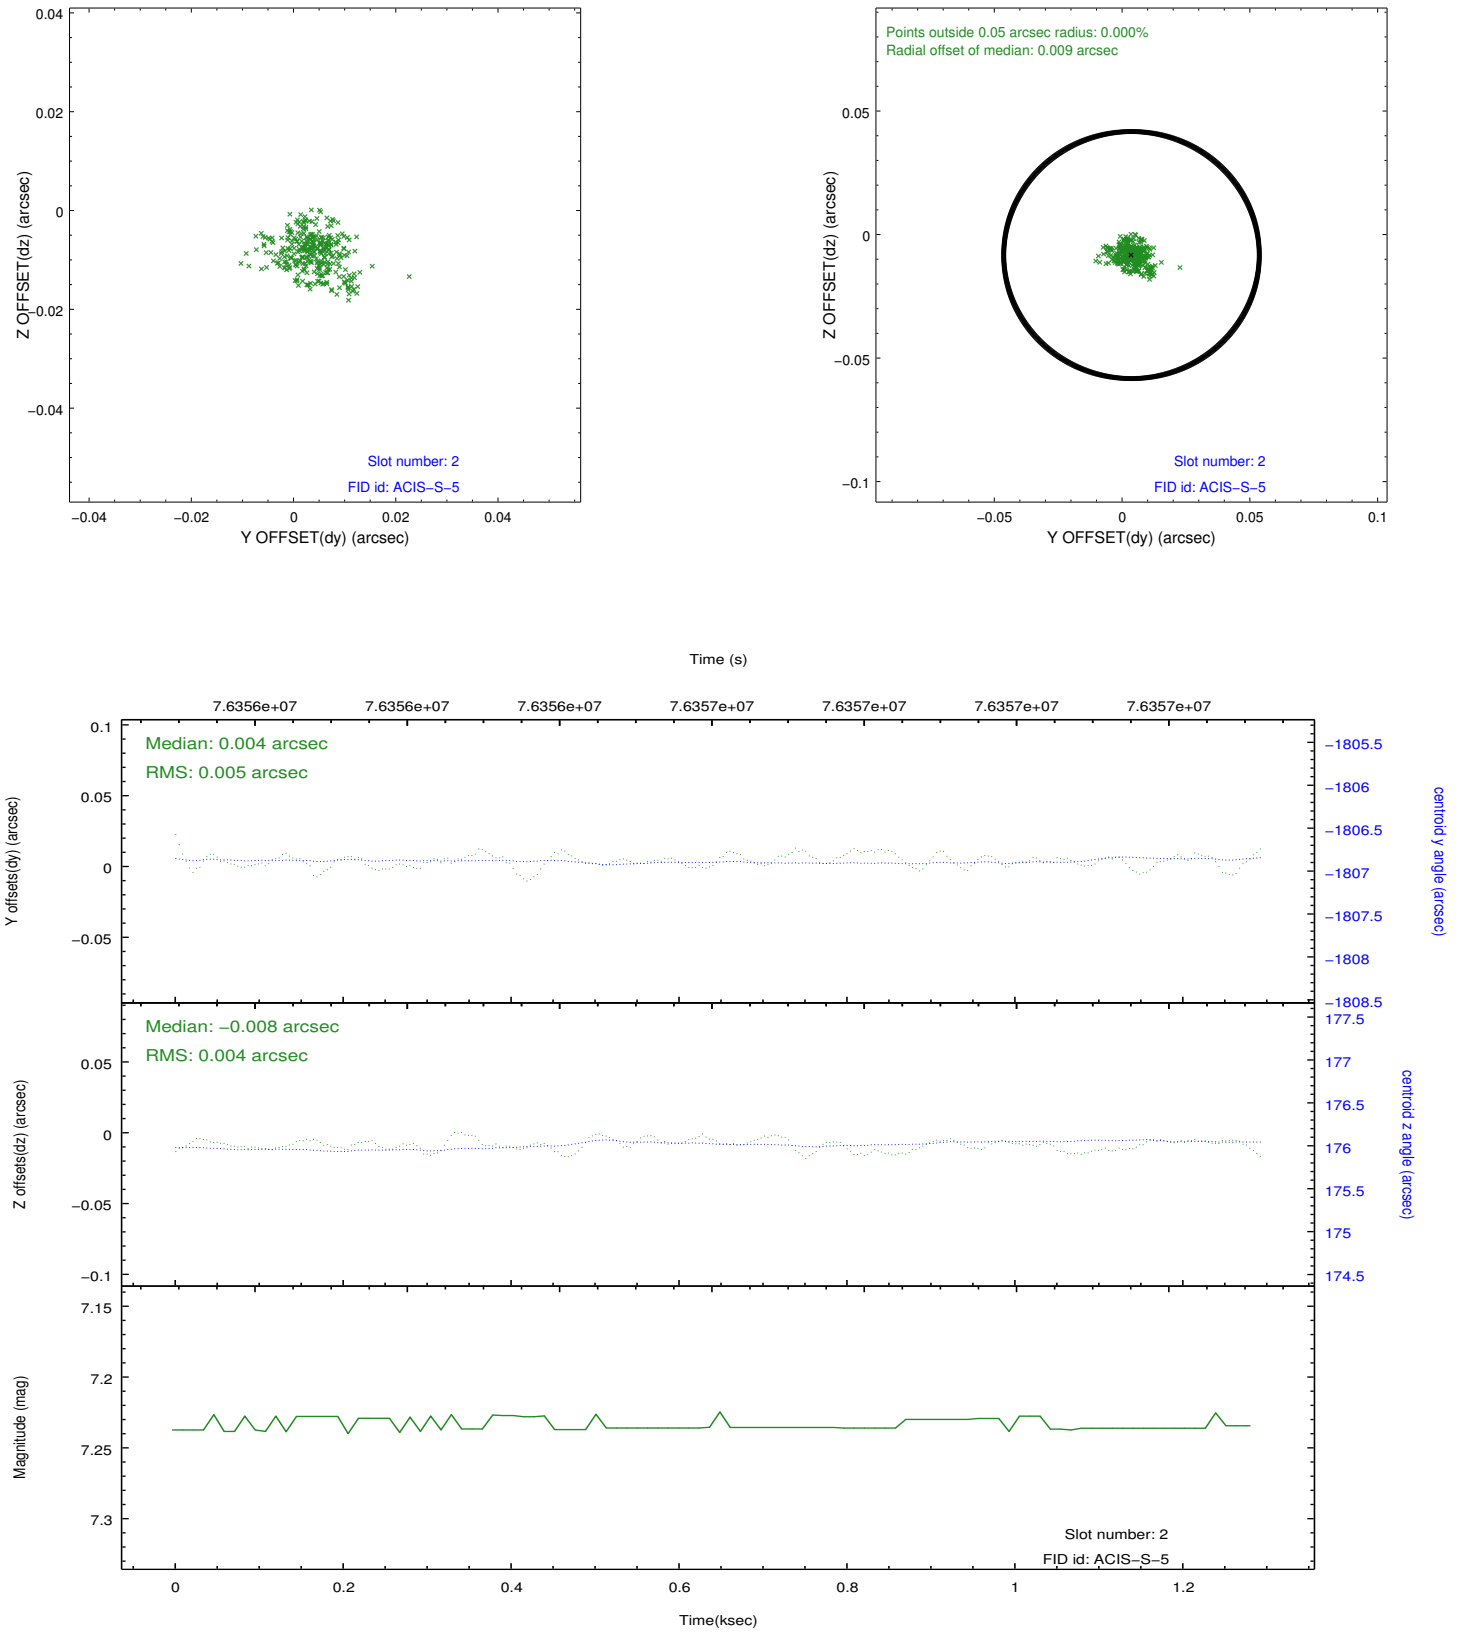 0.04
0.02
0
−0.02
−0.04
Z OFFSET(dz) (arcsec)
Slot number: 2
FID id: ACIS−S−5
−0.04
−0.02
0
0.02
0.04
Y OFFSET(dy) (arcsec)
Points outside 0.05 arcsec radius: 0.000%
Radial offset of median: 0.009 arcsec
0.05
0
−0.05
−0.1
Z OFFSET(dz) (arcsec)
Slot number: 2
FID id: ACIS−S−5
−0.05
0
0.05
0.1
Y OFFSET(dy) (arcsec)
Time (s)
7.6356e+07
7.6356e+07
7.6356e+07
7.6357e+07
7.6357e+07
7.6357e+07
7.6357e+07
Median: 0.004 arcsec
RMS: 0.005 arcsec
0.1
0.05
0
−0.05
Y offsets(dy) (arcsec)
−1805.5
−1806
−1806.5
−1807
−1807.5
−1808
−1808.5
centroid y angle (arcsec)
Median: −0.008 arcsec
RMS: 0.004 arcsec
0.05
0
−0.05
−0.1
Z offsets(dz) (arcsec)
177.5
177
176.5
176
175.5
175
174.5
centroid z angle (arcsec)
7.15
7.2
7.25
7.3
Magnitude (mag)
Slot number: 2
FID id: ACIS−S−5
0
0.2
0.4
0.6
0.8
1
1.2
Time(ksec)